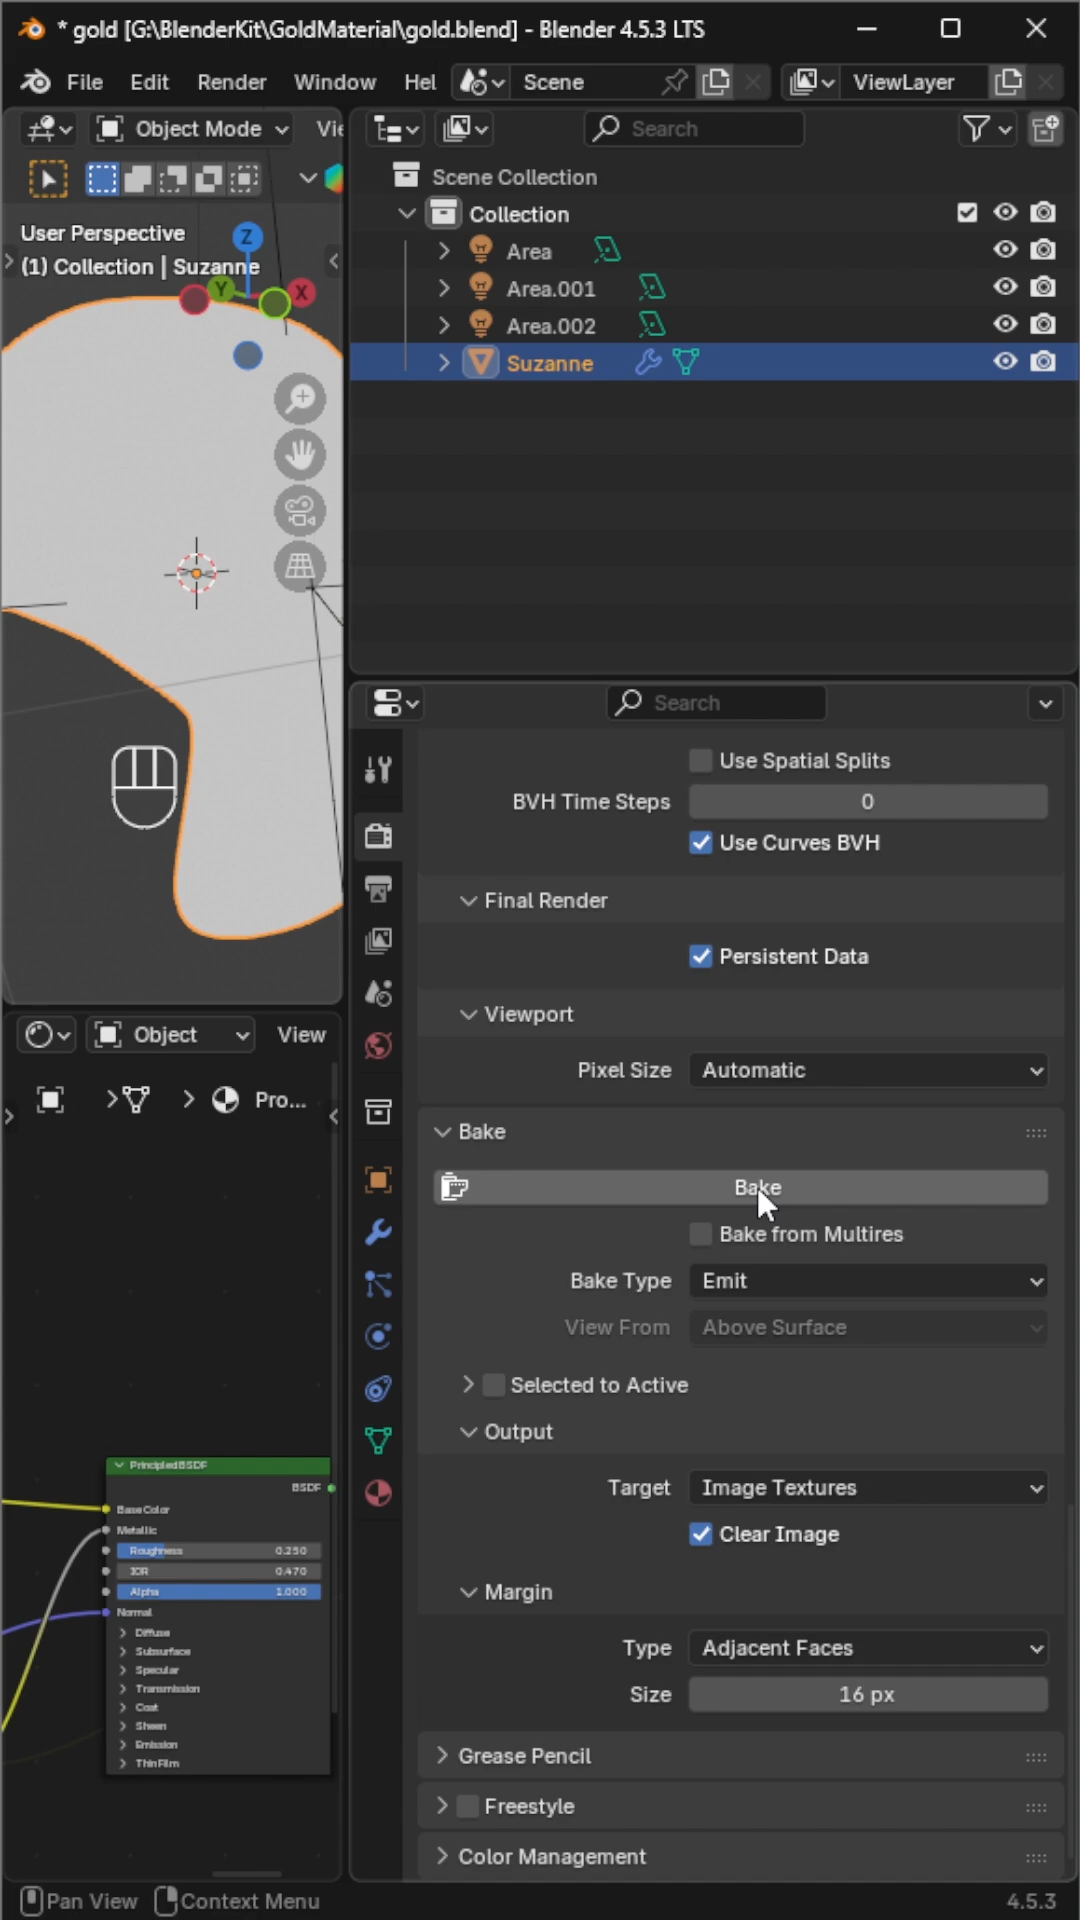 * gold [G:\BlenderKit\GoldMaterial\gold.blend] - Blender 4.5.3 LTS
File Edit Render Window Hel Scene ViewLayer
Object Mode Vie
Search
User Perspective
(1) Collection | Suzanne
Z
Y
X
Scene Collection
Collection
Area
Area.001
Area.002
Suzanne
Search
Use Spatial Splits
BVH Time Steps 0
Use Curves BVH
Final Render
Persistent Data
Viewport
Pixel Size Automatic
Bake
Bake
Bake from Multires
Bake Type Emit
View From Above Surface
Selected to Active
Output
Target Image Textures
Clear Image
Margin
Type Adjacent Faces
Size 16 px
Grease Pencil
Freestyle
Color Management
Object View
Pro...
Principled BSDF
BSDF
Base Color
Metallic
Roughness 0.250
IOR 0.470
Alpha 1.000
Normal
Diffuse
Subsurface
Specular
Transmission
Coat
Sheen
Emission
Thin Film
Pan View Context Menu 4.5.3